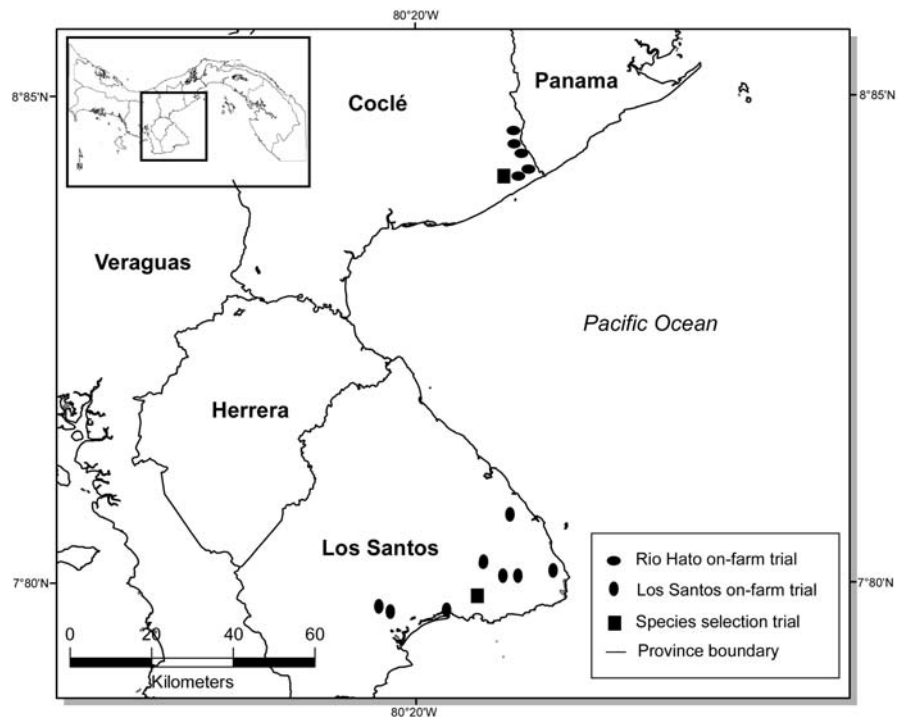 80°20'W
Panama
8°85'N
8°85'N
Coclé
Veraguas
Pacific Ocean
Herrera
Los Santos
Rio Hato on-farm trial
Los Santos on-farm trial
Species selection trial
Province boundary
7°80'N
7°80'N
0 20 40 60
Kilometers
80°20'W